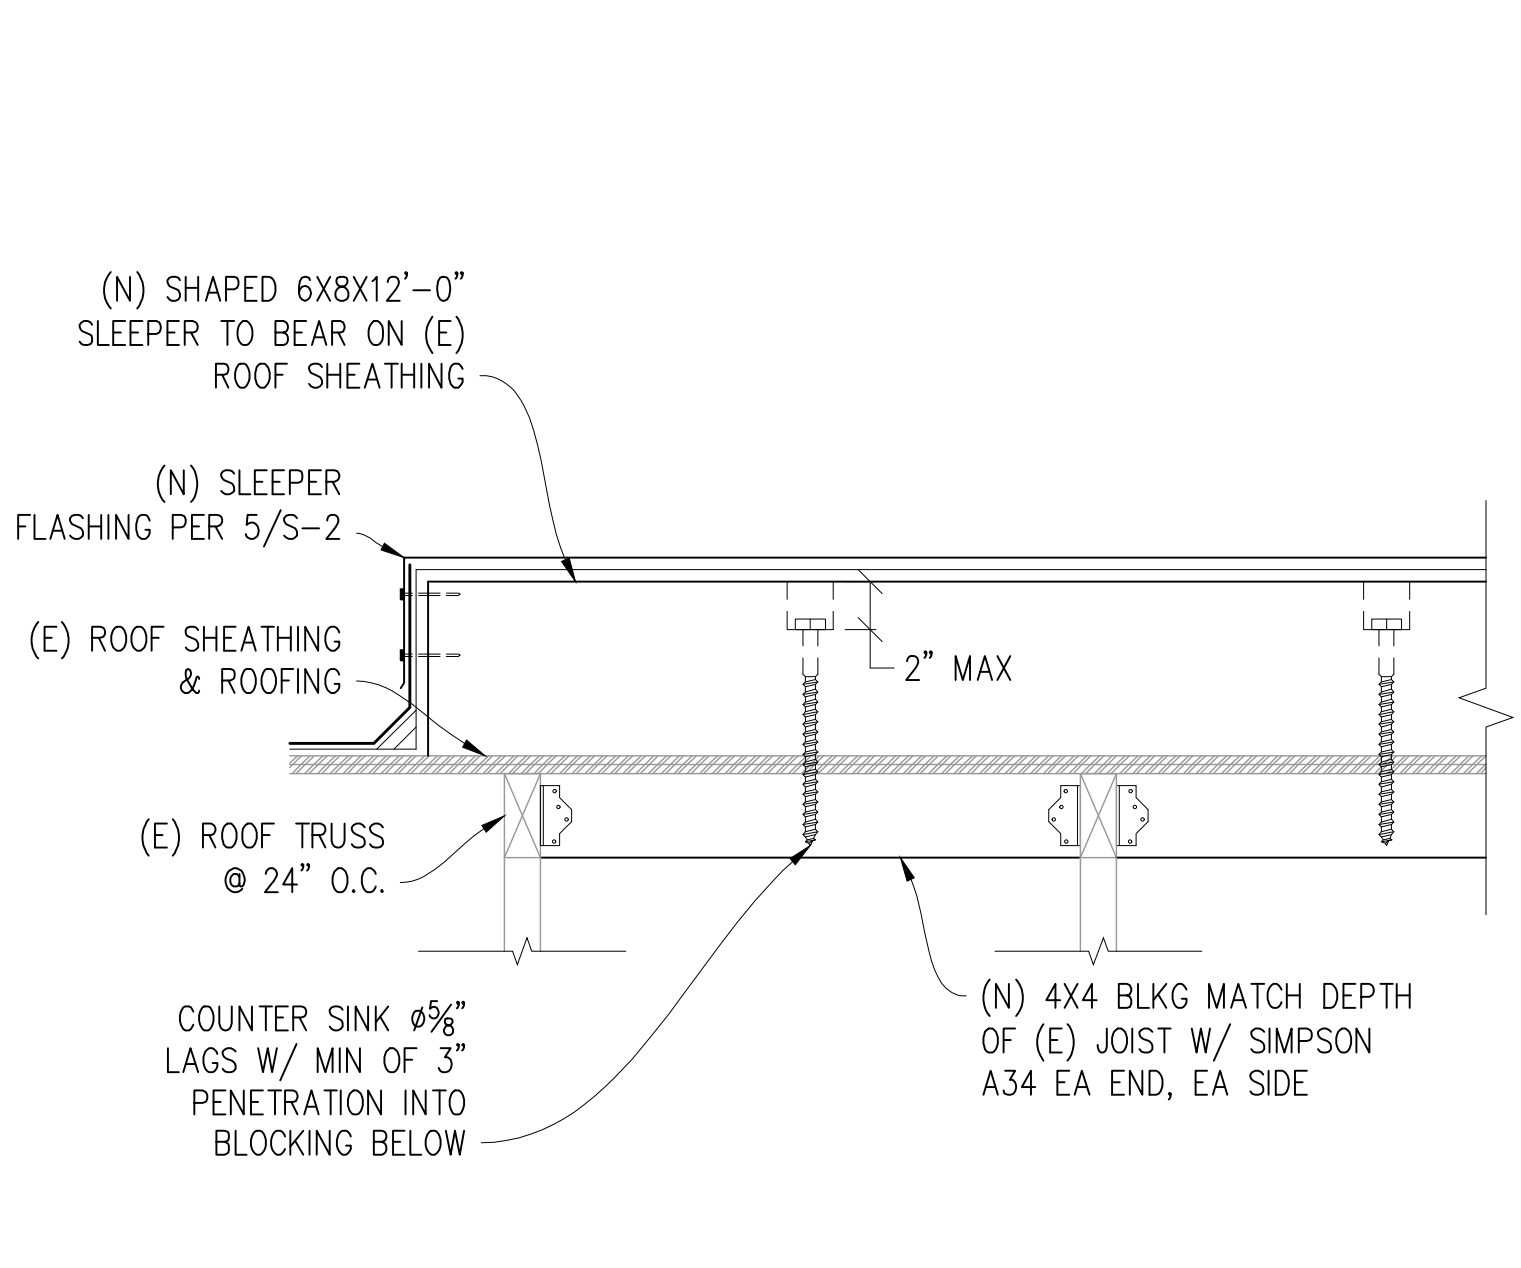 (N) SHAPED 6X8X12'-0"
SLEEPER TO BEAR ON (E)
ROOF SHEATHING
(N) SLEEPER
FLASHING PER 5/S-2
(E) ROOF SHEATHING
& ROOFING
2" MAX
(E) ROOF TRUSS
@ 24" O.C.
COUNTER SINK ø⅝"
LAGS W/ MIN OF 3"
PENETRATION INTO
BLOCKING BELOW
(N) 4X4 BLKG MATCH DEPTH
OF (E) JOIST W/ SIMPSON
A34 EA END, EA SIDE